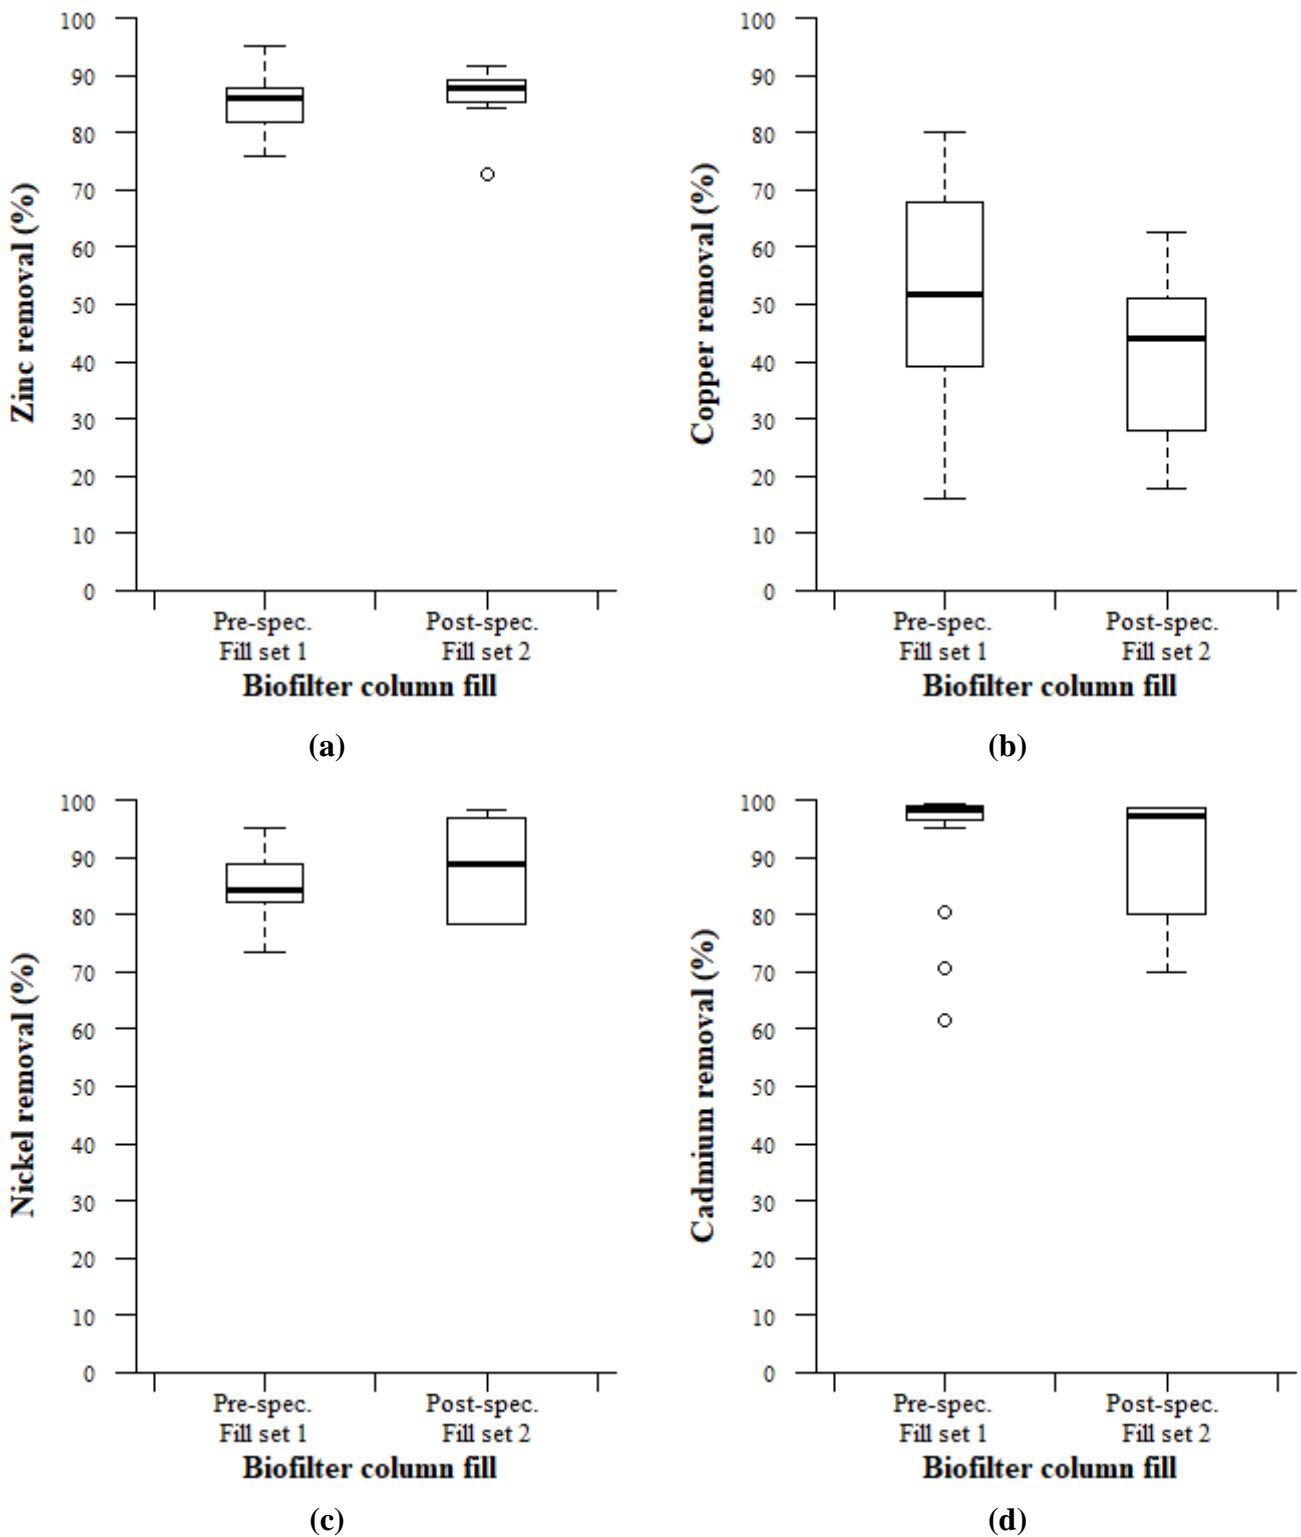 Zinc removal (%)
100
90
80
70
60
50
40
30
20
10
0
Pre-spec.
Fill set 1
Post-spec.
Fill set 2
Biofilter column fill
(a)
Copper removal (%)
100
90
80
70
60
50
40
30
20
10
0
Pre-spec.
Fill set 1
Post-spec.
Fill set 2
Biofilter column fill
(b)
Nickel removal (%)
100
90
80
70
60
50
40
30
20
10
0
Pre-spec.
Fill set 1
Post-spec.
Fill set 2
Biofilter column fill
(c)
Cadmium removal (%)
100
90
80
70
60
50
40
30
20
10
0
Pre-spec.
Fill set 1
Post-spec.
Fill set 2
Biofilter column fill
(d)